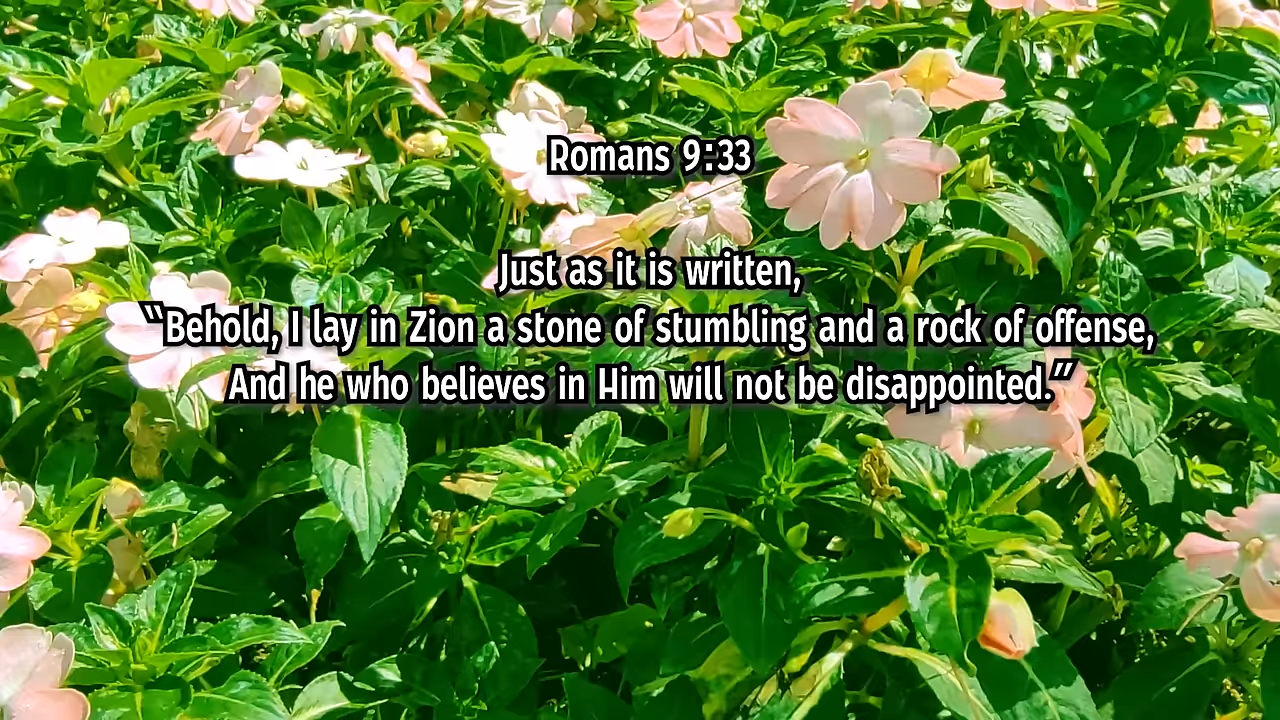 Romans 9:33
Just as it is written,
“Behold, I lay in Zion a stone of stumbling and a rock of offense,
And he who believes in Him will not be disappointed.”